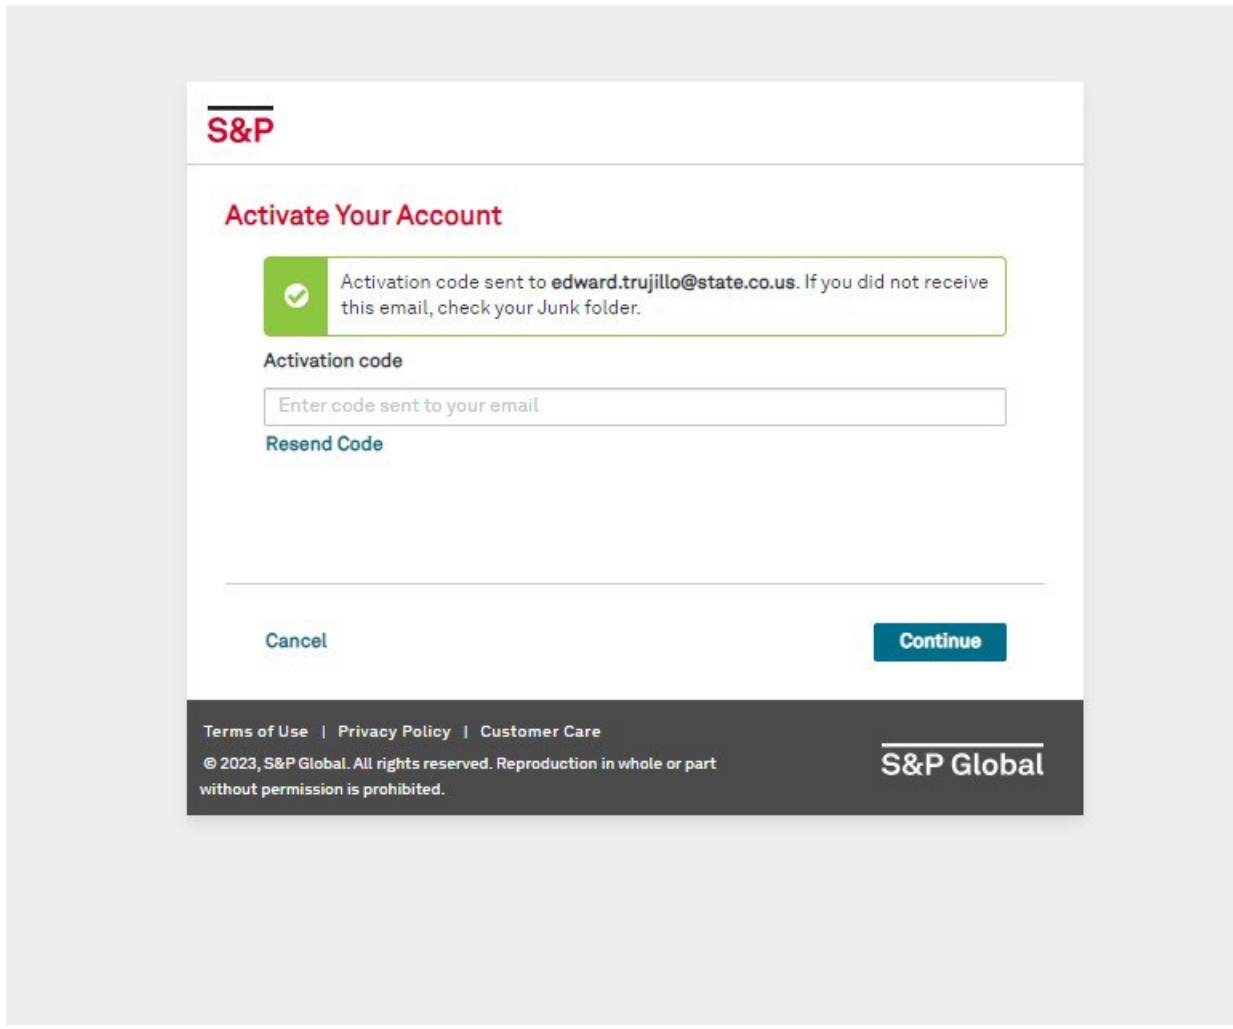 S&P
Activate Your Account
Activation code sent to edward.trujillo@state.co.us. If you did not receive
this email, check your Junk folder.
Activation code
Enter code sent to your email
Resend Code
Cancel
Continue
Terms of Use | Privacy Policy | Customer Care
© 2023, S&P Global. All rights reserved. Reproduction in whole or part
without permission is prohibited.
S&P Global